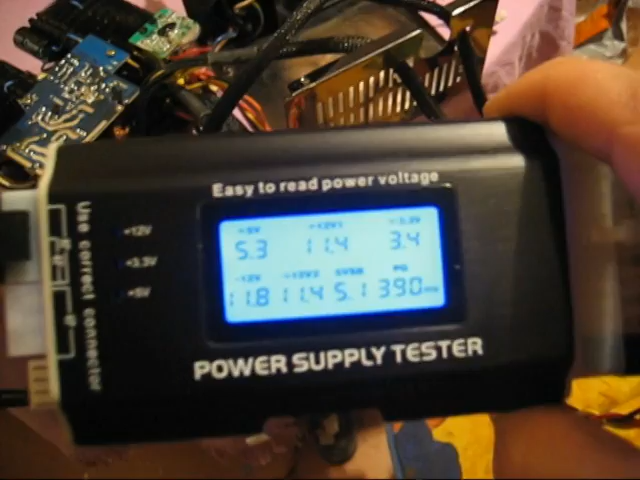 Easy to read power voltage
+5V +12V1 +3.3V
5.3 11.4 3.4
-12V +12V2 5VSB PG
11.8 11.4 5.1 390ms
POWER SUPPLY TESTER
+12V
+3.3V
+5V
Use correct connector